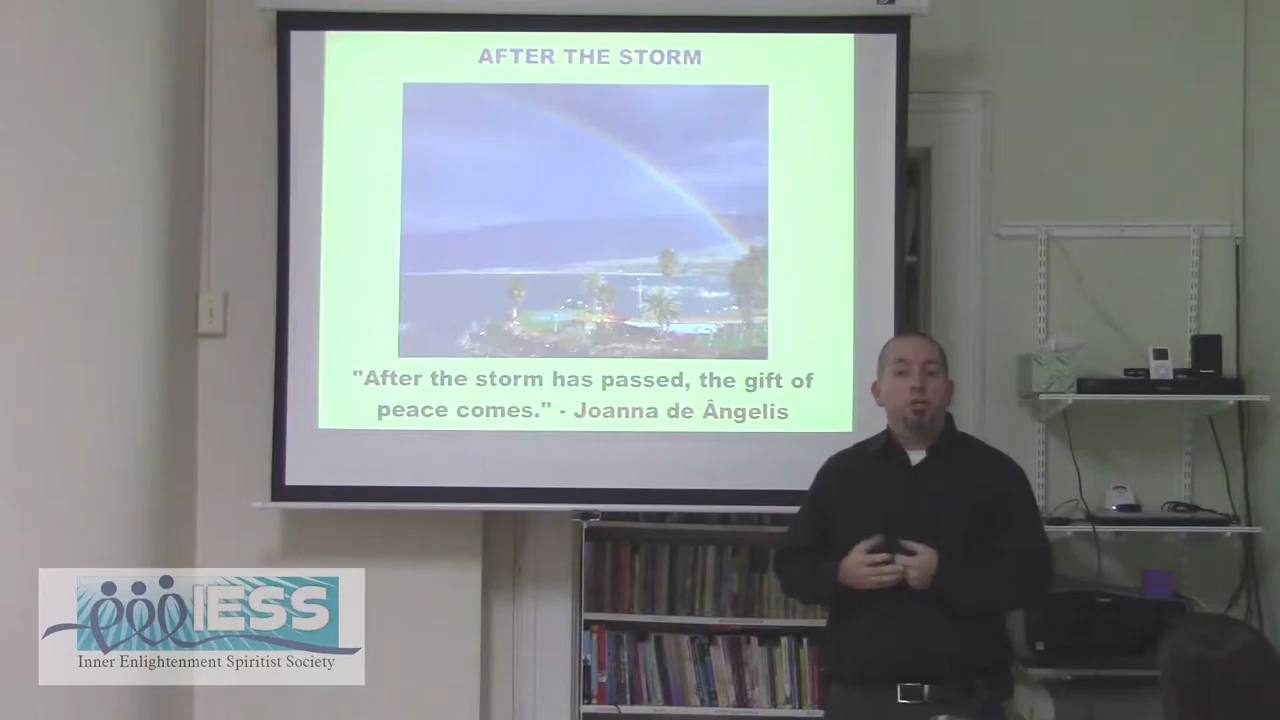 AFTER THE STORM
"After the storm has passed, the gift of
peace comes." - Joanna de Ângelis
IESS
Inner Enlightenment Spiritist Society